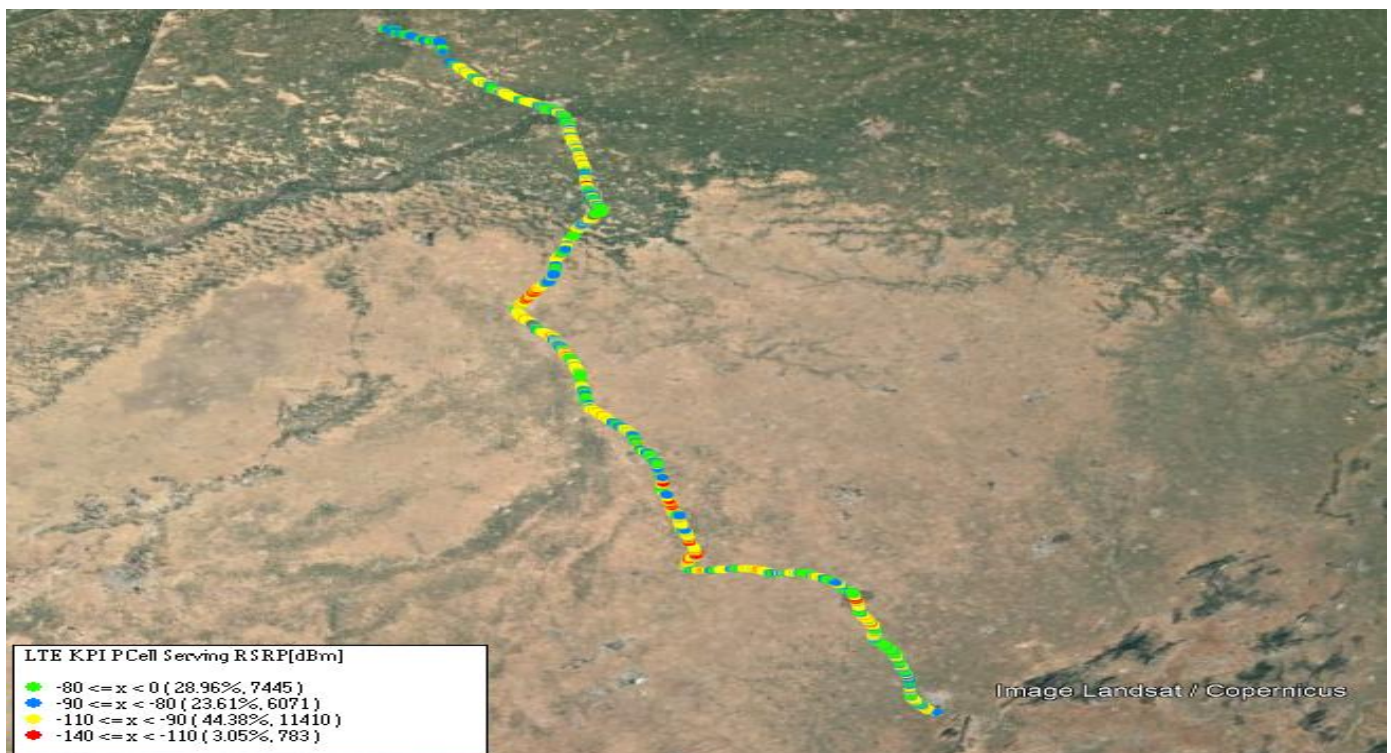 Image Landsat / Copernicus
LTE KPI PCell Serving RSRP[dBm]
-80 <= x < 0 ( 28.96%, 7445 )
-90 <= x < -80 ( 23.61%, 6071 )
-110 <= x < -90 ( 44.38%, 11410 )
-140 <= x < -110 ( 3.05%, 783 )